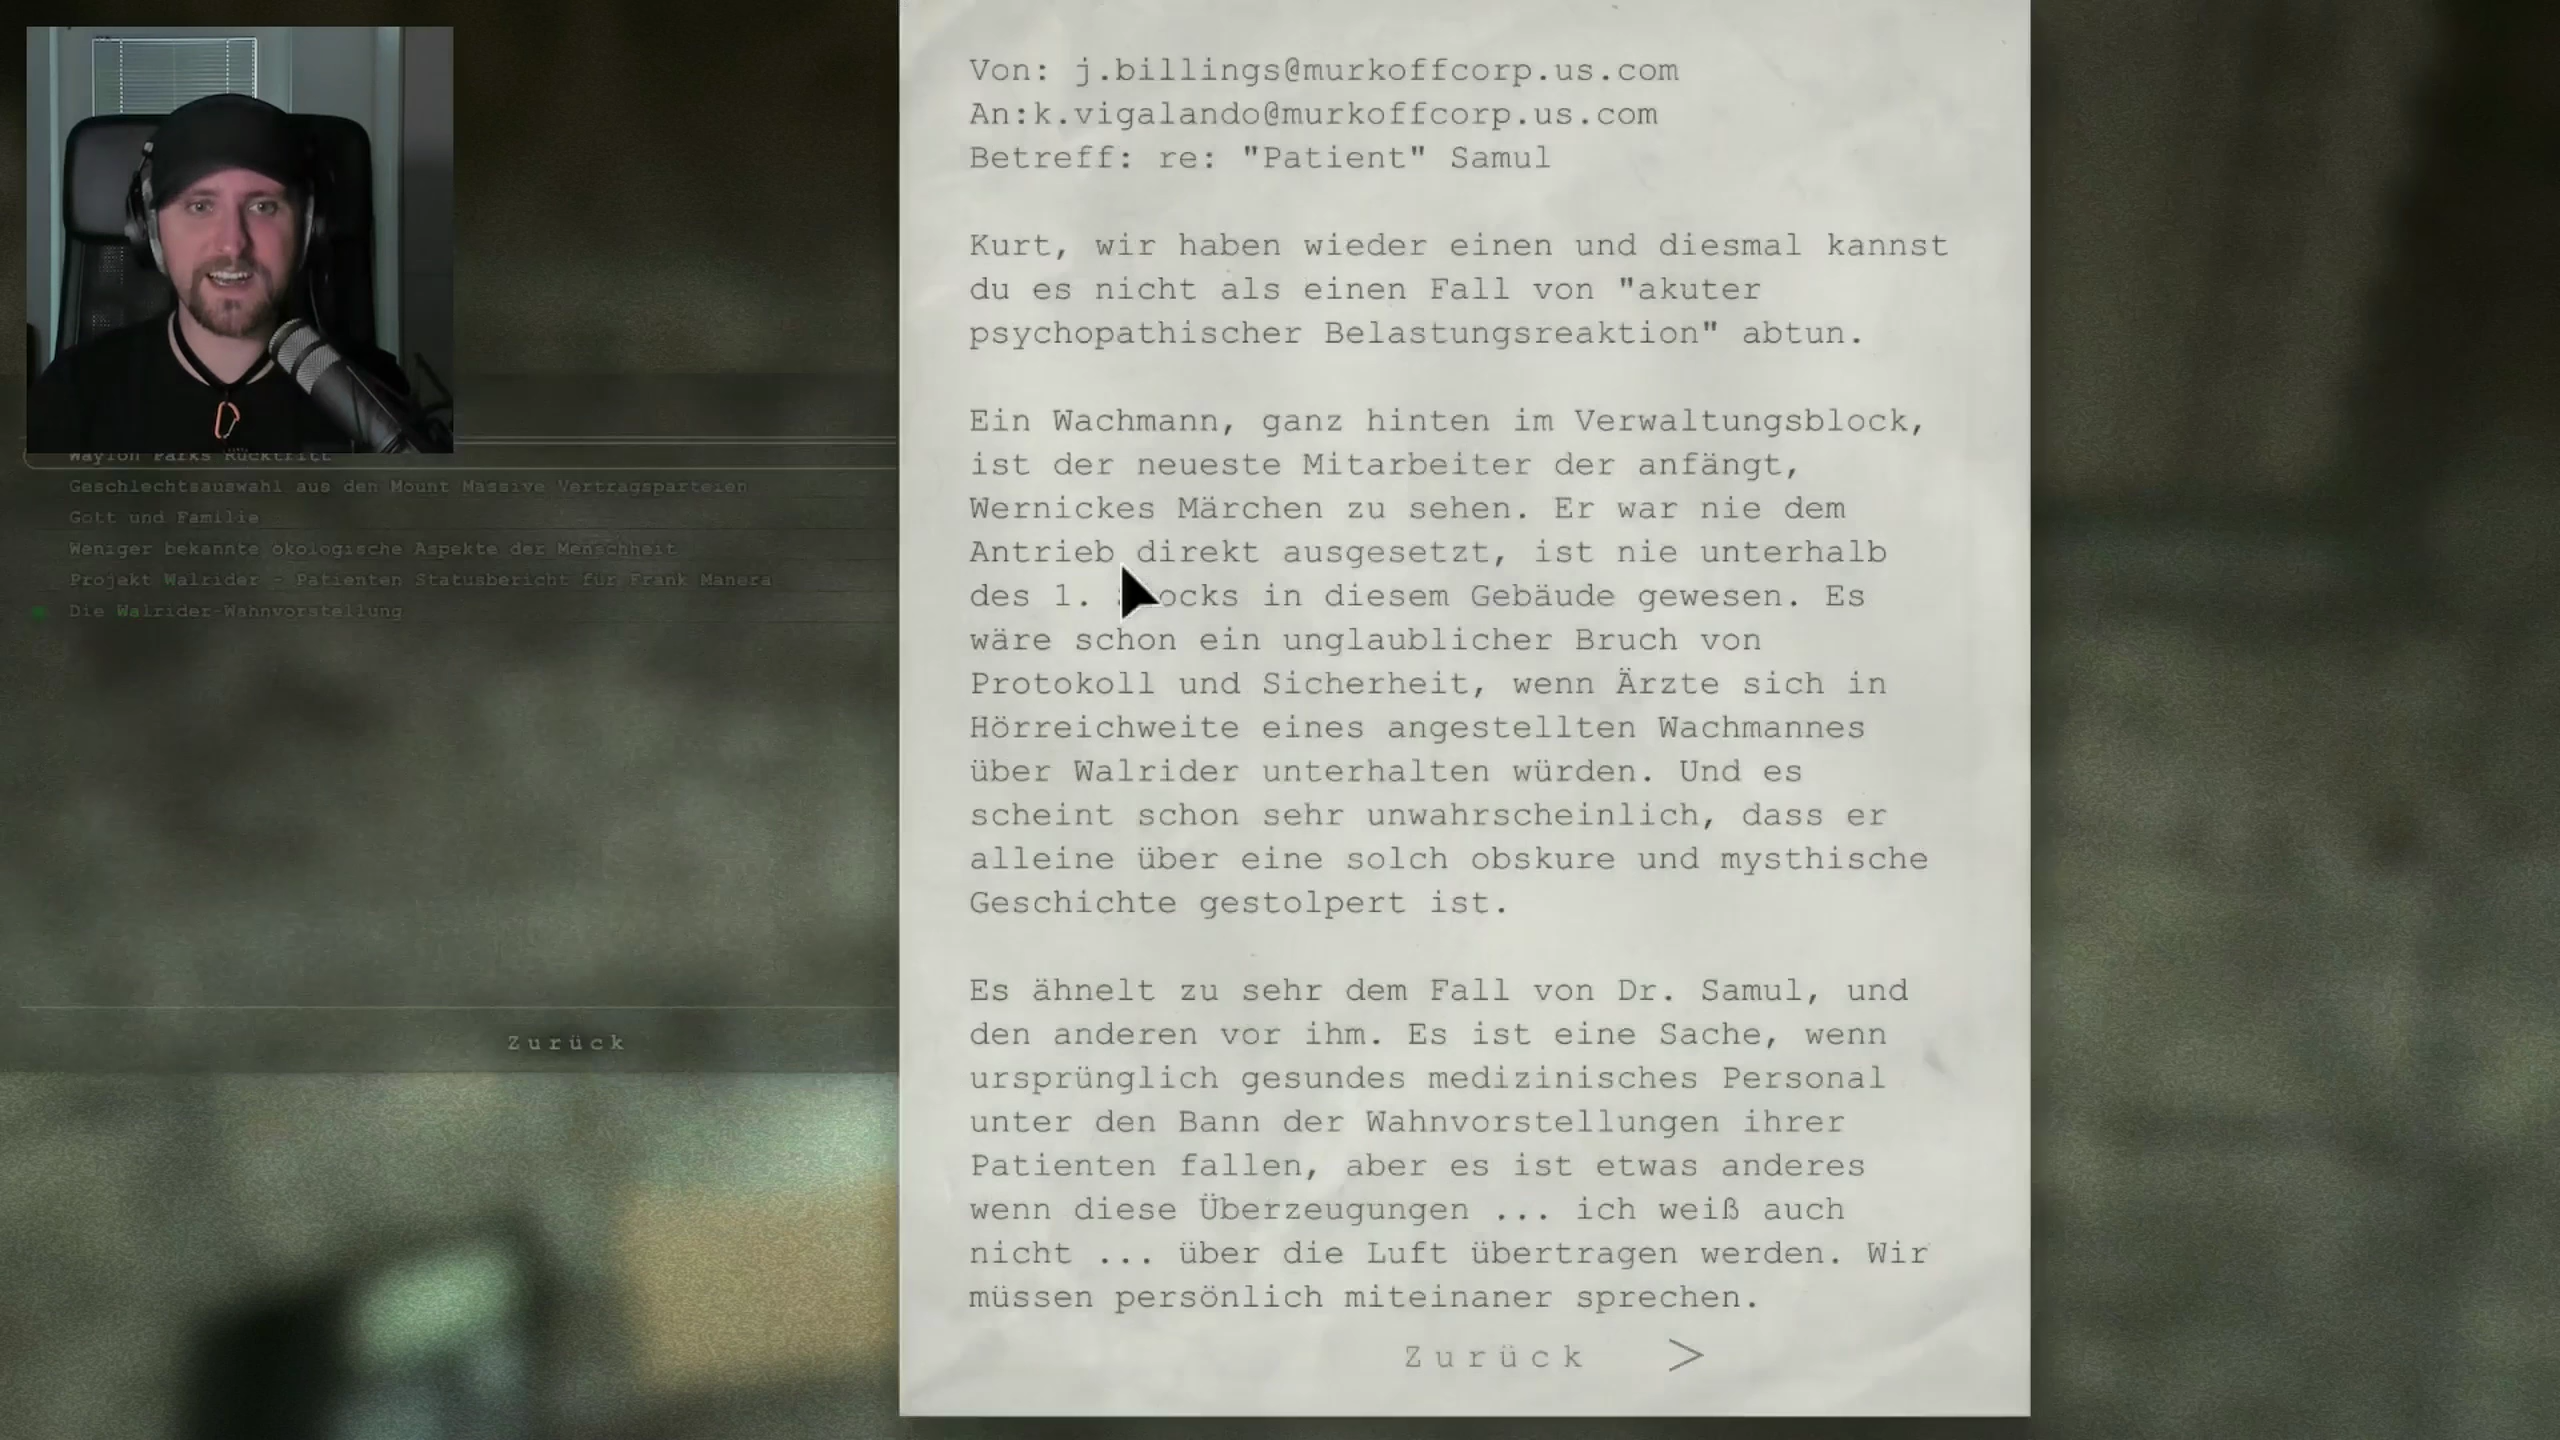 Von: j.billings@murkoffcorp.us.com
An:k.vigalando@murkoffcorp.us.com
Betreff: re: "Patient" Samul
Kurt, wir haben wieder einen und diesmal kannst
du es nicht als einen Fall von "akuter
psychopathischer Belastungsreaktion" abtun.
Ein Wachmann, ganz hinten im Verwaltungsblock,
ist der neueste Mitarbeiter der anfängt,
Wernickes Märchen zu sehen. Er war nie dem
Antrieb direkt ausgesetzt, ist nie unterhalb
des 1. Stocks in diesem Gebäude gewesen. Es
wäre schon ein unglaublicher Bruch von
Protokoll und Sicherheit, wenn Ärzte sich in
Hörreichweite eines angestellten Wachmannes
über Walrider unterhalten würden. Und es
scheint schon sehr unwahrscheinlich, dass er
alleine über eine solch obskure und mysthische
Geschichte gestolpert ist.
Es ähnelt zu sehr dem Fall von Dr. Samul, und
den anderen vor ihm. Es ist eine Sache, wenn
ursprünglich gesundes medizinisches Personal
unter den Bann der Wahnvorstellungen ihrer
Patienten fallen, aber es ist etwas anderes
wenn diese Überzeugungen ... ich weiß auch
nicht ... über die Luft übertragen werden. Wir
müssen persönlich miteinaner sprechen.
Zurück >
Waylon Parks Rücktritt
Geschlechtsauswahl aus den Mount Massive Vertragsparteien
Gott und Familie
Weniger bekannte ökologische Aspekte der Menschheit
Projekt Walrider - Patienten Statusbericht für Frank Manera
Die Walrider-Wahnvorstellung
Zurück